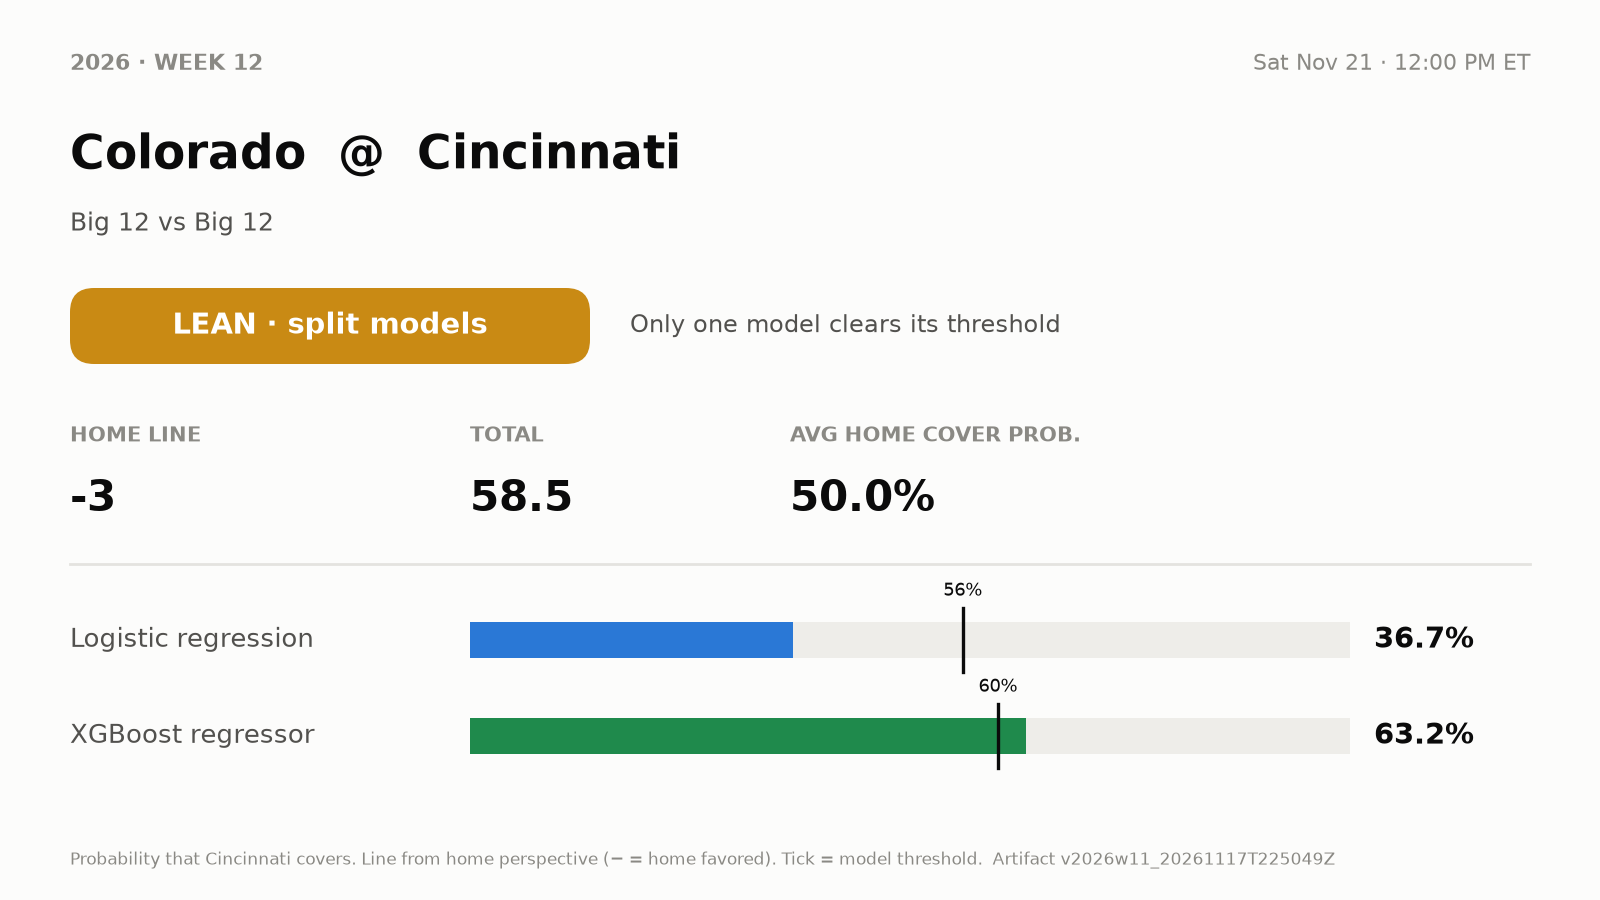 2026 · WEEK 12
Sat Nov 21 · 12:00 PM ET
Colorado @ Cincinnati
Big 12 vs Big 12
LEAN · split models
Only one model clears its threshold
HOME LINE
TOTAL
AVG HOME COVER PROB.
-3
58.5
50.0%
56%
Logistic regression
36.7%
60%
XGBoost regressor
63.2%
Probability that Cincinnati covers. Line from home perspective (− = home favored). Tick = model threshold. Artifact v2026w11_20261117T225049Z